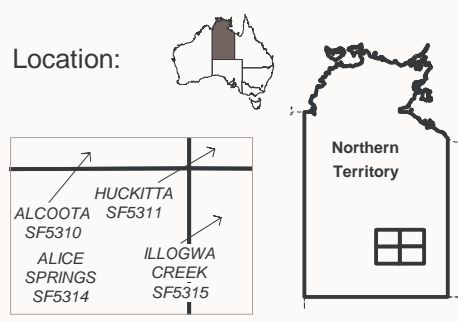 Location:
Northern
Territory
HUCKITTA
SF5311
ALCOOTA
SF5310
ALICE
SPRINGS
SF5314
ILLOGWA
CREEK
SF5315